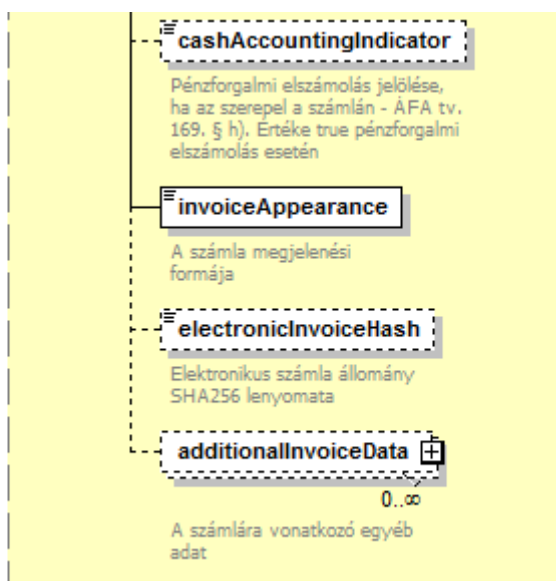 cashAccountingIndicator
Pénzforgalmi elszámolás jelölése,
ha az szerepel a számlán - ÁFA tv.
169. § h). Értéke true pénzforgalmi
elszámolás esetén
invoiceAppearance
A számla megjelenési
formája
electronicInvoiceHash
Elektronikus számla állomány
SHA256 lenyomata
additionalInvoiceData
0..∞
A számlára vonatkozó egyéb
adat